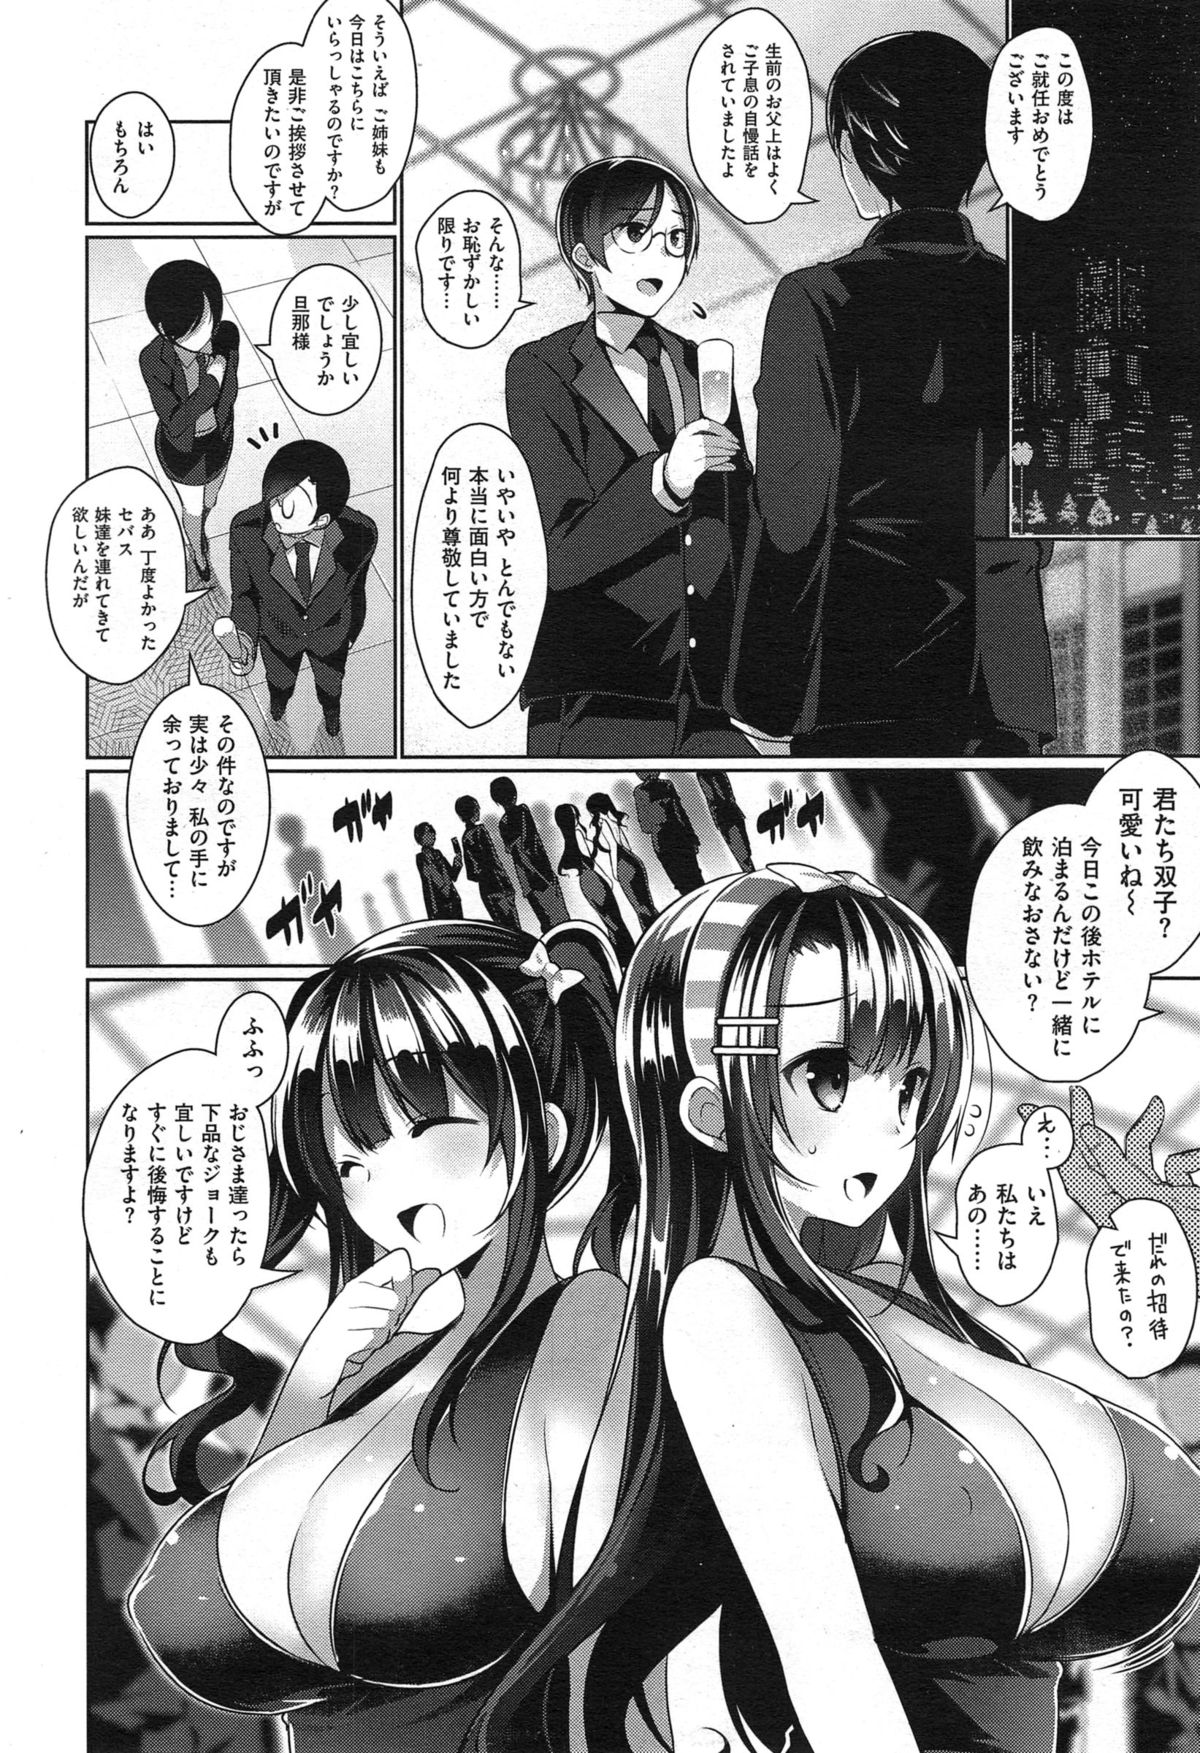 この度は
ご就任おめでとう
ございます
生前のお父上はよく
ご子息の自慢話を
されていましたよ
そんな……
お恥ずかしい
限りです…
いやいや とんでもない
本当に面白い方で
何より尊敬していました
そういえば ご姉妹も
今日はこちらに
いらっしゃるのですか?
是非ご挨拶させて
頂きたいのですが
はい
もちろん
少し宜しい
でしょうか
旦那様
ああ 丁度よかった
セバス
妹達を連れてきて
欲しいんだが
その件なのですが
実は少々 私の手に
余っておりまして…
ガヤ
ガヤ
ガヤ
君たち双子?
可愛いね~
今日この後ホテルに
泊まるんだけど一緒に
飲みなおさない?
え…
いえ
私たちは
あの……
だれの招待
で来たの?
ふふっ
おじさま達ったら
下品なジョークも
宜しいですけど
すぐに後悔することに
なりますよ?